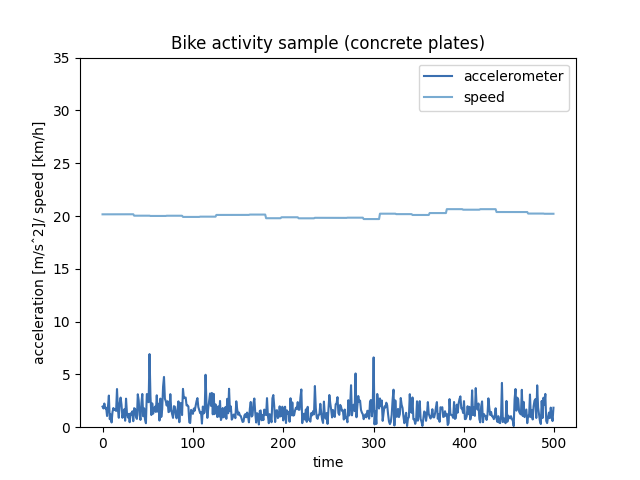 Bike activity sample (concrete plates)
accelerometer
speed
acceleration [m/s^2]/ speed [km/h]
35
30
25
20
15
10
5
0
0 100 200 300 400 500
time